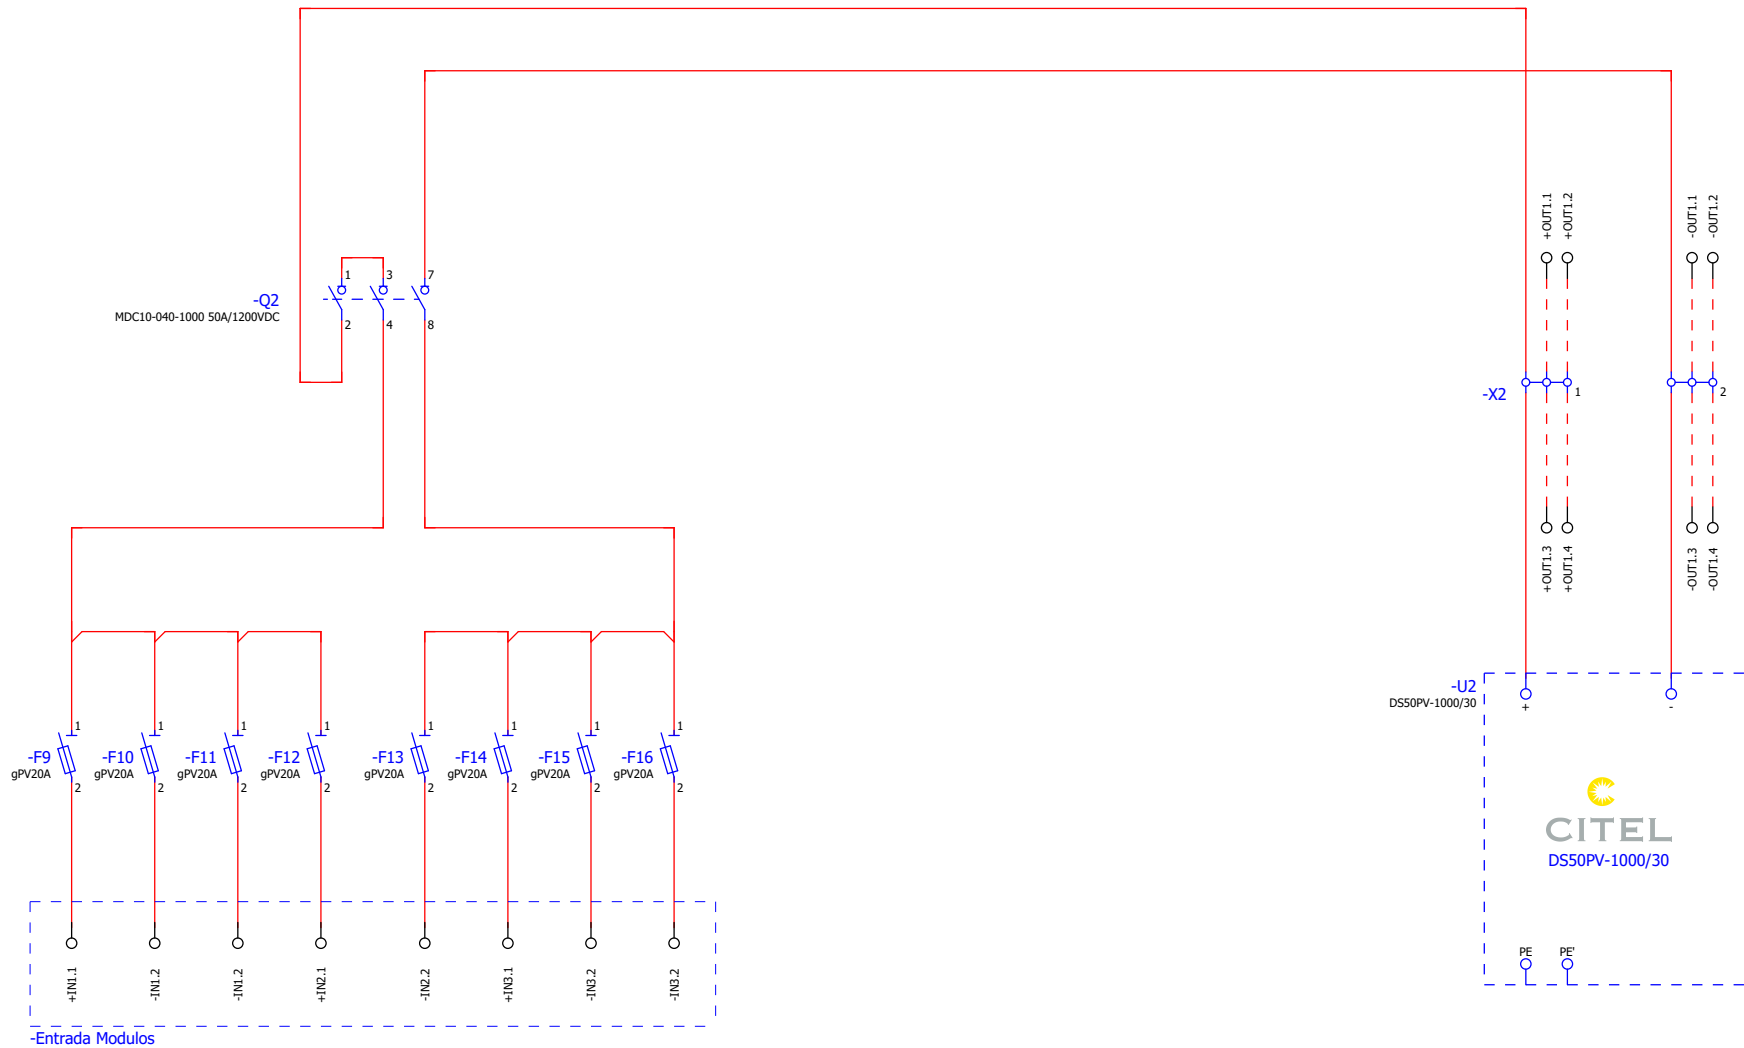 +OUT1.1
+OUT1.2
-OUT1.1
-OUT1.2
1
3
7
-Q2
MDC10-040-1000 50A/1200VDC
2
4
8
-X2
1
2
+OUT1.3
+OUT1.4
-OUT1.3
-OUT1.4
-U2
DS50PV-1000/30
+
-
1
1
1
1
1
1
1
1
-F9
gPV20A
-F10
gPV20A
-F11
gPV20A
-F12
gPV20A
-F13
gPV20A
-F14
gPV20A
-F15
gPV20A
-F16
gPV20A
2
2
2
2
2
2
2
2
CITEL
DS50PV-1000/30
PE
PE'
+IN1.1
-IN1.2
-IN1.2
+IN2.1
-IN2.2
+IN3.1
-IN3.2
-IN3.2
-Entrada Modulos